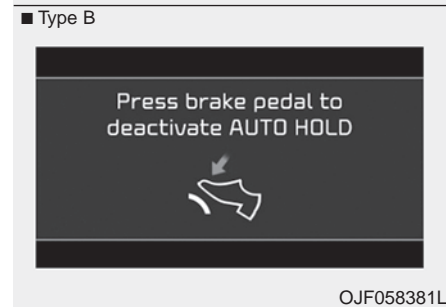 ■ Type B
Press brake pedal to
deactivate AUTO HOLD
OJF058381L